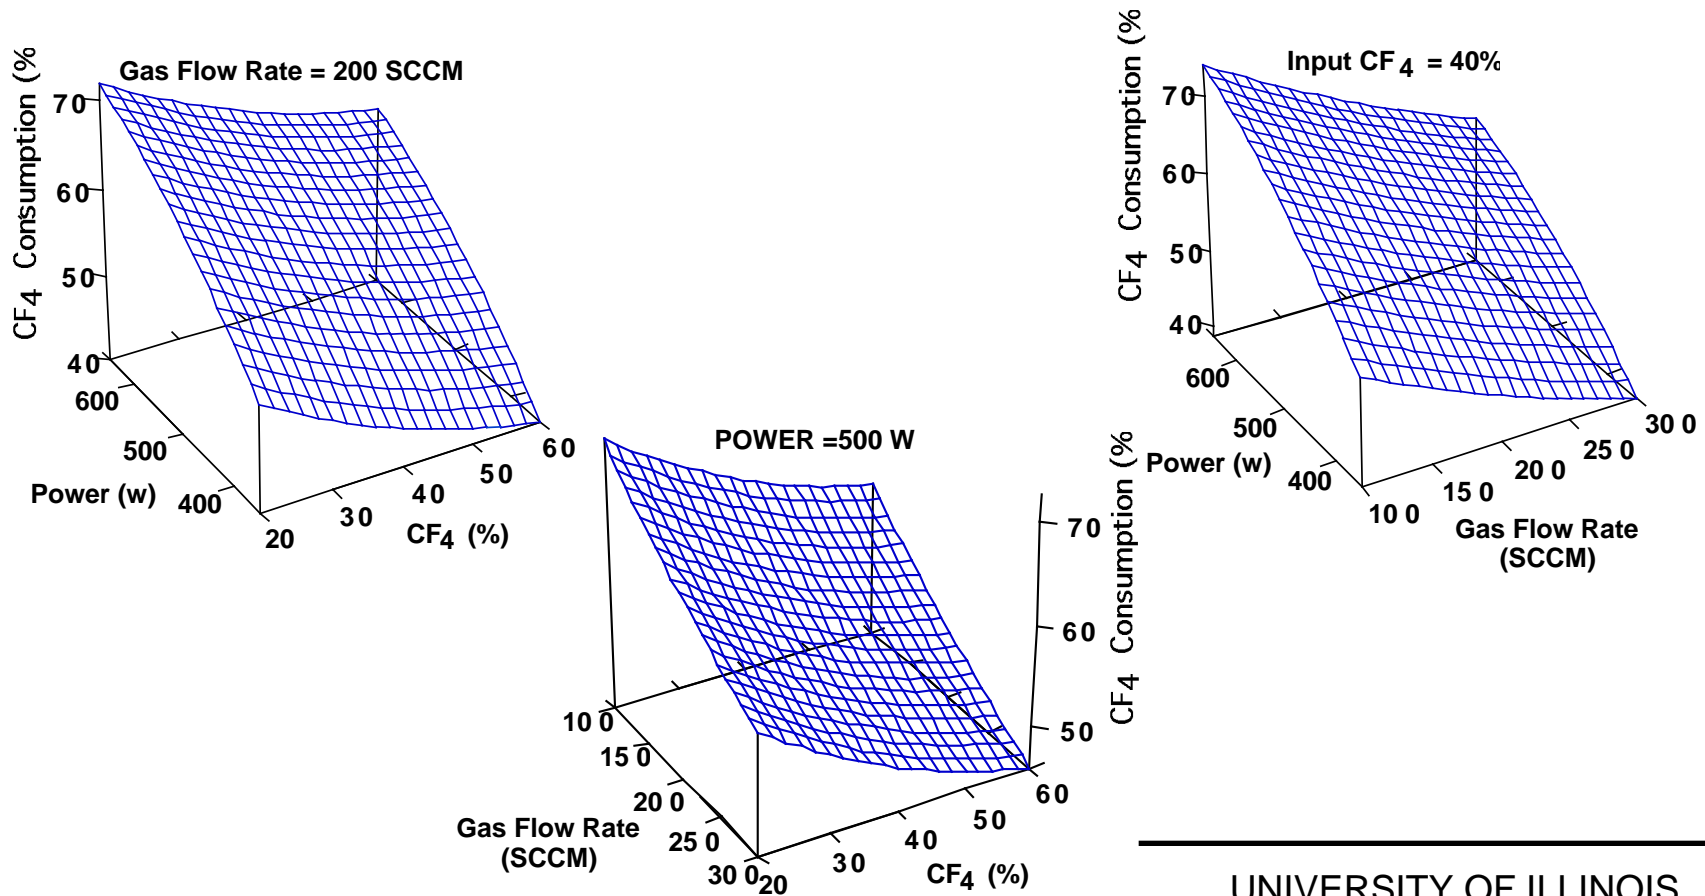 Gas Flow Rate = 200 SCCM
CF4 Consumption (%
70
60
50
40
600
500
400
Power (w)
20
30
40
50
60
CF4 (%)
POWER =500 W
CF4 Consumption (%
70
60
50
10 0
15 0
20 0
25 0
30 0
Gas Flow Rate
(SCCM)
20
30
40
50
60
CF4 (%)
Input CF4 = 40%
CF4 Consumption (%
70
60
50
40
600
500
400
Power (w)
10 0
15 0
20 0
25 0
30 0
Gas Flow Rate
(SCCM)
UNIVERSITY OF ILLINOIS